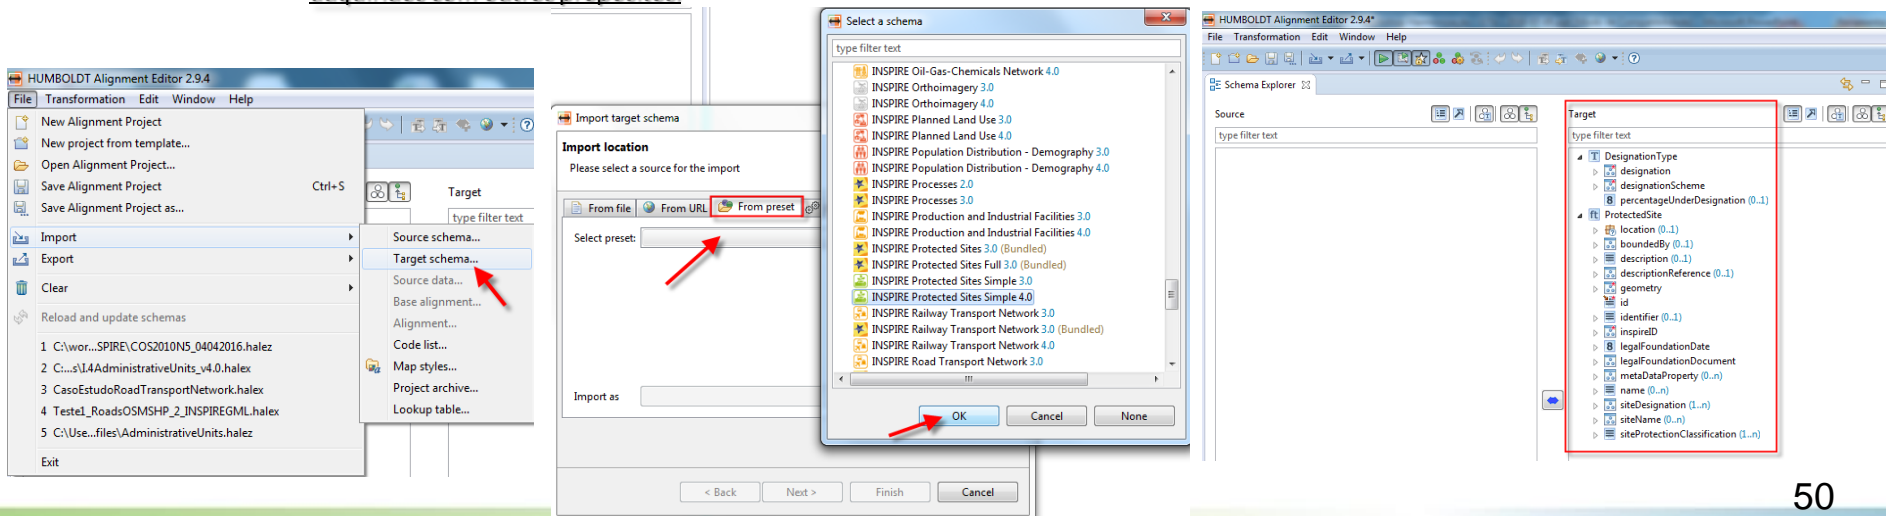 HUMBOLDT Alignment Editor 2.9.4
File Transformation Edit Window Help
New Alignment Project
New project from template...
Open Alignment Project...
Save Alignment Project Ctrl+S
Save Alignment Project as...
Import
Export
Clear
Reload and update schemas
1 C:\wor...SPIRE\COS2010N5_04042016.halez
2 C:...s\I.4AdministrativeUnits_v4.0.halex
3 CasoEstudoRoadTransportNetwork.halex
4 Teste1_RoadsOSMSHP_2_INSPIREGML.halex
5 C:\Use...files\AdministrativeUnits.halez
Exit
Target
type filter text
Source schema...
Target schema...
Source data...
Base alignment...
Alignment...
Code list...
Map styles...
Project archive...
Lookup table...
Import target schema
Import location
Please select a source for the import
From file From URL From preset
Select preset:
Import as
< Back Next > Finish Cancel
Select a schema
type filter text
INSPIRE Oil-Gas-Chemicals Network 4.0
INSPIRE Orthoimagery 3.0
INSPIRE Orthoimagery 4.0
INSPIRE Planned Land Use 3.0
INSPIRE Planned Land Use 4.0
INSPIRE Population Distribution - Demography 3.0
INSPIRE Population Distribution - Demography 4.0
INSPIRE Processes 2.0
INSPIRE Processes 3.0
INSPIRE Production and Industrial Facilities 3.0
INSPIRE Production and Industrial Facilities 4.0
INSPIRE Protected Sites 3.0 (Bundled)
INSPIRE Protected Sites Full 3.0 (Bundled)
INSPIRE Protected Sites Simple 3.0
INSPIRE Protected Sites Simple 4.0
INSPIRE Railway Transport Network 3.0
INSPIRE Railway Transport Network 3.0 (Bundled)
INSPIRE Railway Transport Network 4.0
INSPIRE Road Transport Network 3.0
OK Cancel None
HUMBOLDT Alignment Editor 2.9.4*
File Transformation Edit Window Help
Schema Explorer
Source
type filter text
Target
type filter text
DesignationType
designation
designationScheme
percentageUnderDesignation (0..1)
ProtectedSite
location (0..1)
boundedBy (0..1)
description (0..1)
descriptionReference (0..1)
geometry
id
identifier (0..1)
inspireID
legalFoundationDate
legalFoundationDocument
metaDataProperty (0..n)
name (0..n)
siteDesignation (1..n)
siteName (0..n)
siteProtectionClassification (1..n)
50